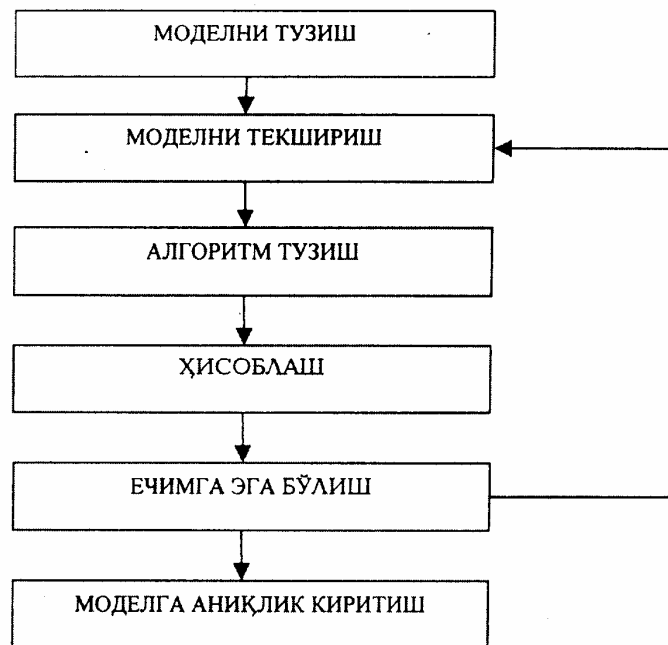 МОДЕЛНИ ТУЗИШ
МОДЕЛНИ ТЕКШИРИШ
АЛГОРИТМ ТУЗИШ
ҲИСОБЛАШ
ЕЧИМГА ЭГА БЎЛИШ
МОДЕЛГА АНИҚЛИК КИРИТИШ